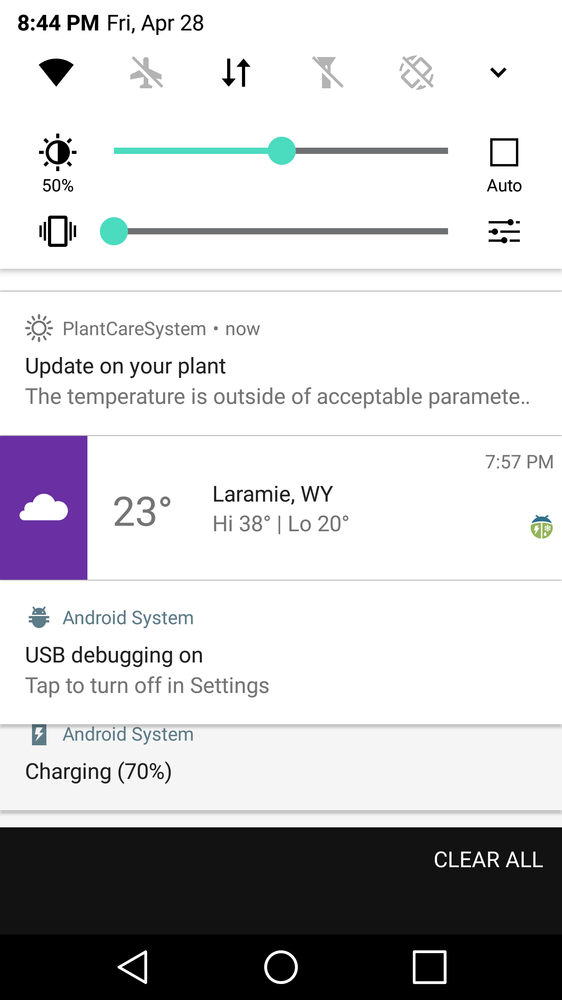 8:44 PM Fri, Apr 28
50%
Auto
PlantCareSystem • now
Update on your plant
The temperature is outside of acceptable paramete..
7:57 PM
23°
Laramie, WY
Hi 38° | Lo 20°
Android System
USB debugging on
Tap to turn off in Settings
Android System
Charging (70%)
CLEAR ALL